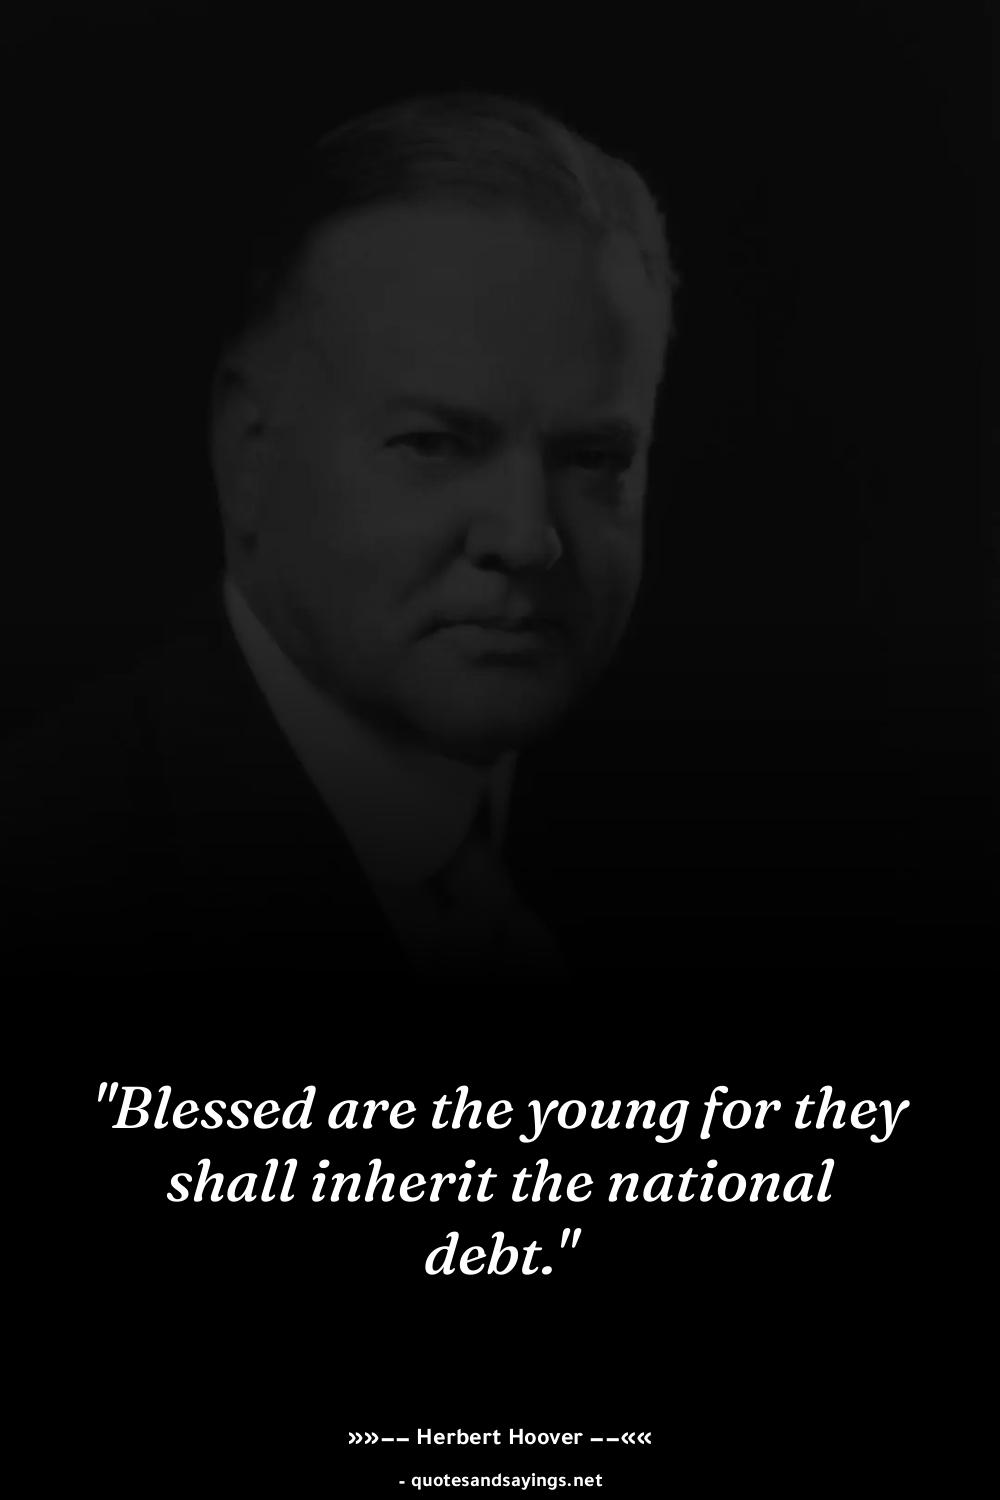 "Blessed are the young for they
shall inherit the national
debt."
»»−− Herbert Hoover −−««
- quotesandsayings.net